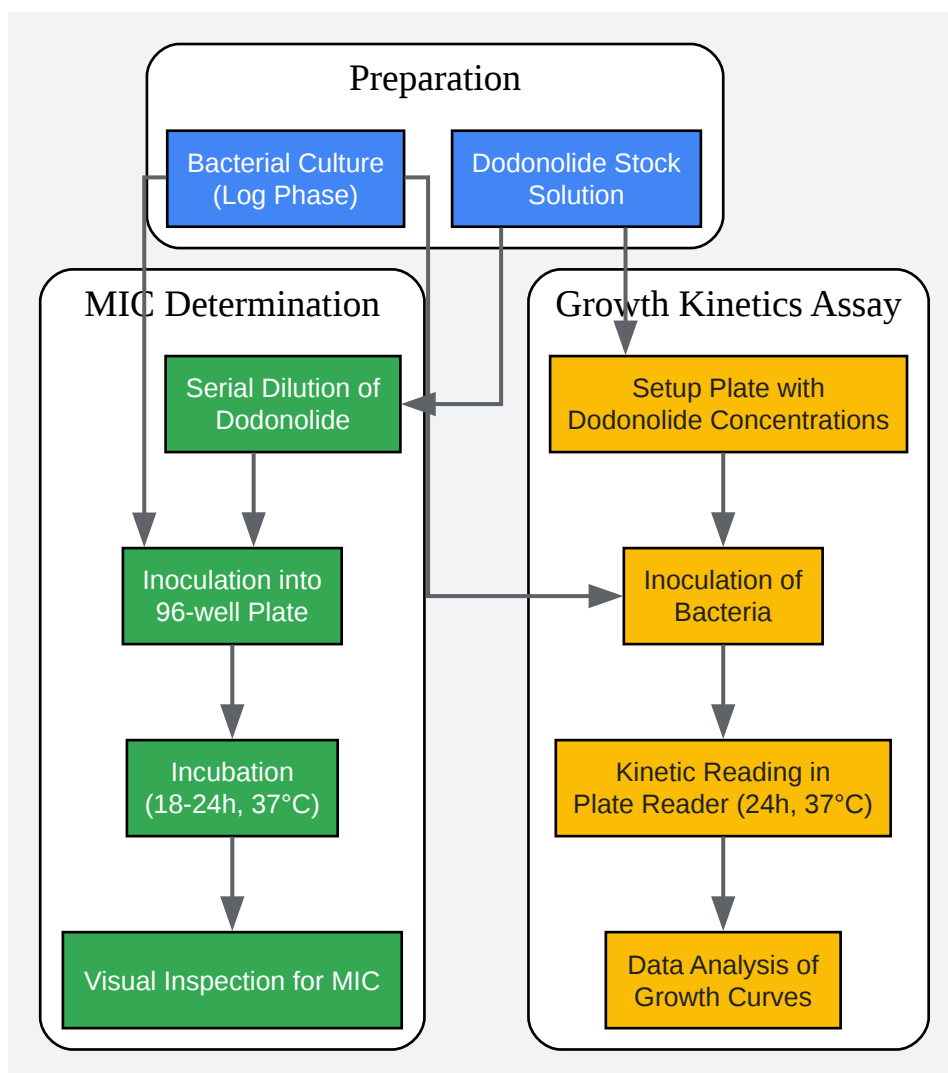 Preparation
Bacterial Culture
(Log Phase)
Dodonolide Stock
Solution
MIC Determination
Serial Dilution of
Dodonolide
Inoculation into
96-well Plate
Incubation
(18-24h, 37°C)
Visual Inspection for MIC
Growth Kinetics Assay
Setup Plate with
Dodonolide Concentrations
Inoculation of
Bacteria
Kinetic Reading in
Plate Reader (24h, 37°C)
Data Analysis of
Growth Curves